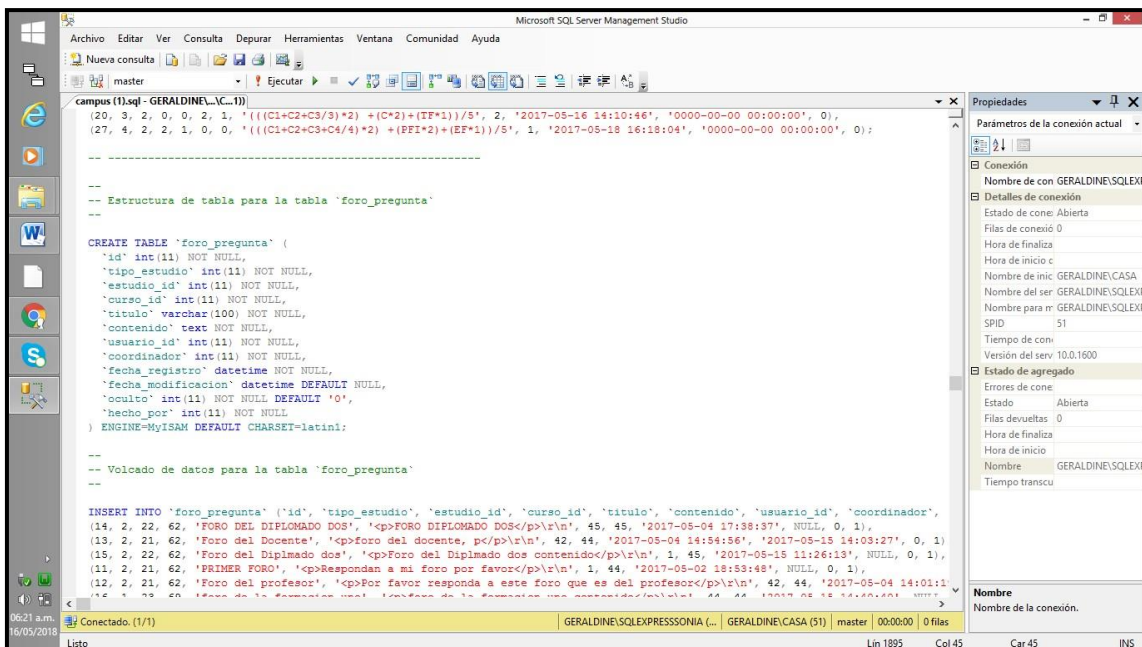 Microsoft SQL Server Management Studio
Archivo Editar Ver Consulta Depurar Herramientas Ventana Comunidad Ayuda
Nueva consulta
master Ejecutar
campus (1).sql - GERALDINE\...\C...1))
(20, 3, 2, 0, 0, 2, 1, '(((C1+C2+C3/3)*2) +(C*2)+(TF*1))/5', 2, '2017-05-16 14:10:46', '0000-00-00 00:00:00', 0),
(27, 4, 2, 2, 1, 0, 0, '(((C1+C2+C3+C4/4)*2) +(PFI*2)+(EF*1))/5', 1, '2017-05-18 16:18:04', '0000-00-00 00:00:00', 0);
-- --------------------------------------------------------
--
-- Estructura de tabla para la tabla `foro_pregunta`
--
CREATE TABLE `foro_pregunta` (
`id` int(11) NOT NULL,
`tipo_estudio` int(11) NOT NULL,
`estudio_id` int(11) NOT NULL,
`curso_id` int(11) NOT NULL,
`titulo` varchar(100) NOT NULL,
`contenido` text NOT NULL,
`usuario_id` int(11) NOT NULL,
`coordinador` int(11) NOT NULL,
`fecha_registro` datetime NOT NULL,
`fecha_modificacion` datetime DEFAULT NULL,
`oculto` int(11) NOT NULL DEFAULT '0',
`hecho_por` int(11) NOT NULL
) ENGINE=MyISAM DEFAULT CHARSET=latin1;
--
-- Volcado de datos para la tabla `foro_pregunta`
--
INSERT INTO `foro_pregunta` (`id`, `tipo_estudio`, `estudio_id`, `curso_id`, `titulo`, `contenido`, `usuario_id`, `coordinador`,
(14, 2, 22, 62, 'FORO DEL DIPLOMADO DOS', '<p>FORO DIPLOMADO DOS</p>\r\n', 45, 45, '2017-05-04 17:38:37', NULL, 0, 1),
(13, 2, 21, 62, 'Foro del Docente', '<p>foro del docente, p</p>\r\n', 42, 44, '2017-05-04 14:54:56', '2017-05-15 14:03:27', 0, 1)
(15, 2, 22, 62, 'Foro del Diplmado dos', '<p>Foro del Diplmado dos contenido</p>\r\n', 1, 45, '2017-05-15 11:26:13', NULL, 0, 1),
(11, 2, 21, 62, 'PRIMER FORO', '<p>Respondan a mi foro por favor</p>\r\n', 1, 44, '2017-05-02 18:53:48', NULL, 0, 1),
(12, 2, 21, 62, 'Foro del profesor', '<p>Por favor responda a este foro que es del profesor</p>\r\n', 42, 44, '2017-05-04 14:01:1
Conectado. (1/1) GERALDINE\SQLEXPRESSSONIA (... GERALDINE\CASA (51) master 00:00:00 0 filas
Listo Lín 1895 Col 45 Car 45 INS
Propiedades
Parámetros de la conexión actual
Conexión
Nombre de con GERALDINE\SQLEXI
Detalles de conexión
Estado de cone: Abierta
Filas de conexió 0
Hora de finaliza
Hora de inicio c
Nombre de inic GERALDINE\CASA
Nombre del ser GERALDINE\SQLEXI
Nombre para m GERALDINE\SQLEXI
SPID 51
Tiempo de con
Versión del serv 10.0.1600
Estado de agregado
Errores de cone
Estado Abierta
Filas devueltas 0
Hora de finaliza
Hora de inicio
Nombre GERALDINE\SQLEXI
Tiempo transcu
Nombre
Nombre de la conexión.
06:21 a.m.
16/05/2018